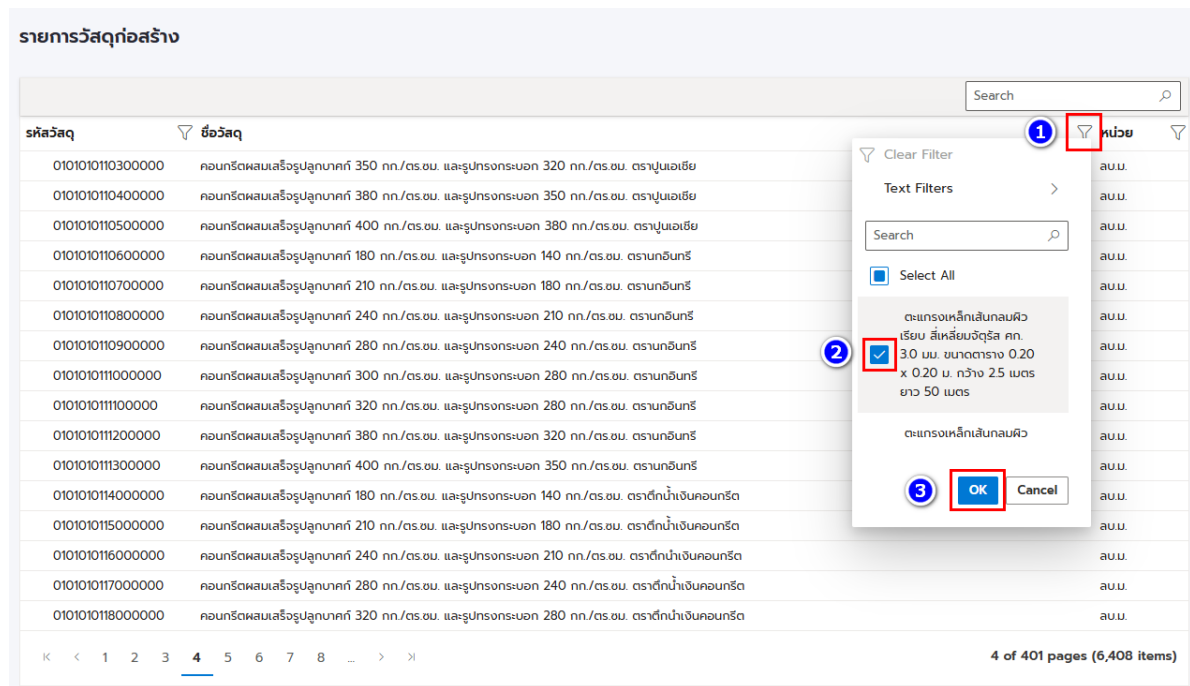 รายการวัสดุก่อสร้าง
Search
รหัสวัสดุ ชื่อวัสดุ 1 หน่วย
0101010110300000 คอนกรีตผสมเสร็จรูปลูกบาศก์ 350 กก./ตร.ซม. และรูปทรงกระบอก 320 กก./ตร.ซม. ตราปูนเอเชีย ลบ.ม.
0101010110400000 คอนกรีตผสมเสร็จรูปลูกบาศก์ 380 กก./ตร.ซม. และรูปทรงกระบอก 350 กก./ตร.ซม. ตราปูนเอเชีย ลบ.ม.
0101010110500000 คอนกรีตผสมเสร็จรูปลูกบาศก์ 400 กก./ตร.ซม. และรูปทรงกระบอก 380 กก./ตร.ซม. ตราปูนเอเชีย ลบ.ม.
0101010110600000 คอนกรีตผสมเสร็จรูปลูกบาศก์ 180 กก./ตร.ซม. และรูปทรงกระบอก 140 กก./ตร.ซม. ตรานกอินทรี ลบ.ม.
0101010110700000 คอนกรีตผสมเสร็จรูปลูกบาศก์ 210 กก./ตร.ซม. และรูปทรงกระบอก 180 กก./ตร.ซม. ตรานกอินทรี ลบ.ม.
0101010110800000 คอนกรีตผสมเสร็จรูปลูกบาศก์ 240 กก./ตร.ซม. และรูปทรงกระบอก 210 กก./ตร.ซม. ตรานกอินทรี ลบ.ม.
0101010110900000 คอนกรีตผสมเสร็จรูปลูกบาศก์ 280 กก./ตร.ซม. และรูปทรงกระบอก 240 กก./ตร.ซม. ตรานกอินทรี ลบ.ม.
0101010111000000 คอนกรีตผสมเสร็จรูปลูกบาศก์ 300 กก./ตร.ซม. และรูปทรงกระบอก 280 กก./ตร.ซม. ตรานกอินทรี ลบ.ม.
0101010111100000 คอนกรีตผสมเสร็จรูปลูกบาศก์ 320 กก./ตร.ซม. และรูปทรงกระบอก 280 กก./ตร.ซม. ตรานกอินทรี ลบ.ม.
0101010111200000 คอนกรีตผสมเสร็จรูปลูกบาศก์ 380 กก./ตร.ซม. และรูปทรงกระบอก 320 กก./ตร.ซม. ตรานกอินทรี ลบ.ม.
0101010111300000 คอนกรีตผสมเสร็จรูปลูกบาศก์ 400 กก./ตร.ซม. และรูปทรงกระบอก 350 กก./ตร.ซม. ตรานกอินทรี ลบ.ม.
0101010114000000 คอนกรีตผสมเสร็จรูปลูกบาศก์ 180 กก./ตร.ซม. และรูปทรงกระบอก 140 กก./ตร.ซม. ตราตึกน้ำเงินคอนกรีต ลบ.ม.
0101010115000000 คอนกรีตผสมเสร็จรูปลูกบาศก์ 210 กก./ตร.ซม. และรูปทรงกระบอก 180 กก./ตร.ซม. ตราตึกน้ำเงินคอนกรีต ลบ.ม.
0101010116000000 คอนกรีตผสมเสร็จรูปลูกบาศก์ 240 กก./ตร.ซม. และรูปทรงกระบอก 210 กก./ตร.ซม. ตราตึกนำเงินคอนกรีต ลบ.ม.
0101010117000000 คอนกรีตผสมเสร็จรูปลูกบาศก์ 280 กก./ตร.ซม. และรูปทรงกระบอก 240 กก./ตร.ซม. ตราตึกน้ำเงินคอนกรีต ลบ.ม.
0101010118000000 คอนกรีตผสมเสร็จรูปลูกบาศก์ 320 กก./ตร.ซม. และรูปทรงกระบอก 280 กก./ตร.ซม. ตราตึกนำเงินคอนกรีต ลบ.ม.
Clear Filter
Text Filters
Search
Select All
ตะแกรงเหล็กเส้นกลมผิว
เรียบ สี่เหลี่ยมจัตุรัส ศก.
2 3.0 มม. ขนาดตาราง 0.20
x 0.20 ม. กว้าง 2.5 เมตร
ยาว 50 เมตร
ตะแกรงเหล็กเส้นกลมผิว
3 OK Cancel
1 2 3 4 5 6 7 8 ... 4 of 401 pages (6,408 items)